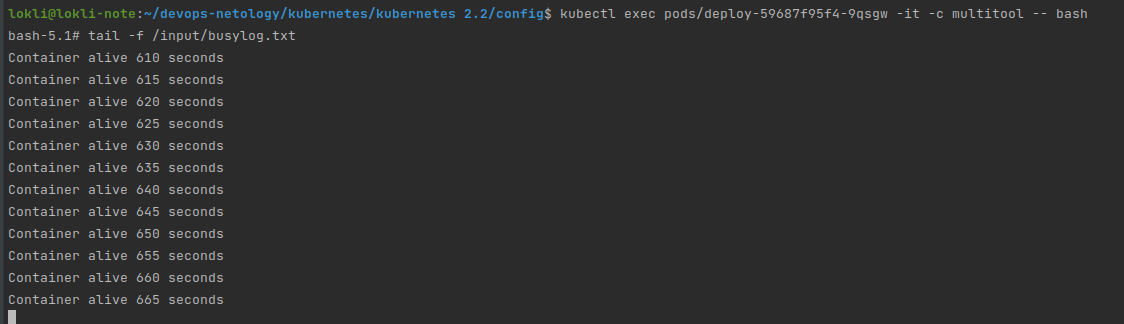 lokli@lokli-note:~/devops-netology/kubernetes/kubernetes 2.2/config$ kubectl exec pods/deploy-59687f95f4-9qsgw -it -c multitool -- bash
bash-5.1# tail -f /input/busylog.txt
Container alive 610 seconds
Container alive 615 seconds
Container alive 620 seconds
Container alive 625 seconds
Container alive 630 seconds
Container alive 635 seconds
Container alive 640 seconds
Container alive 645 seconds
Container alive 650 seconds
Container alive 655 seconds
Container alive 660 seconds
Container alive 665 seconds